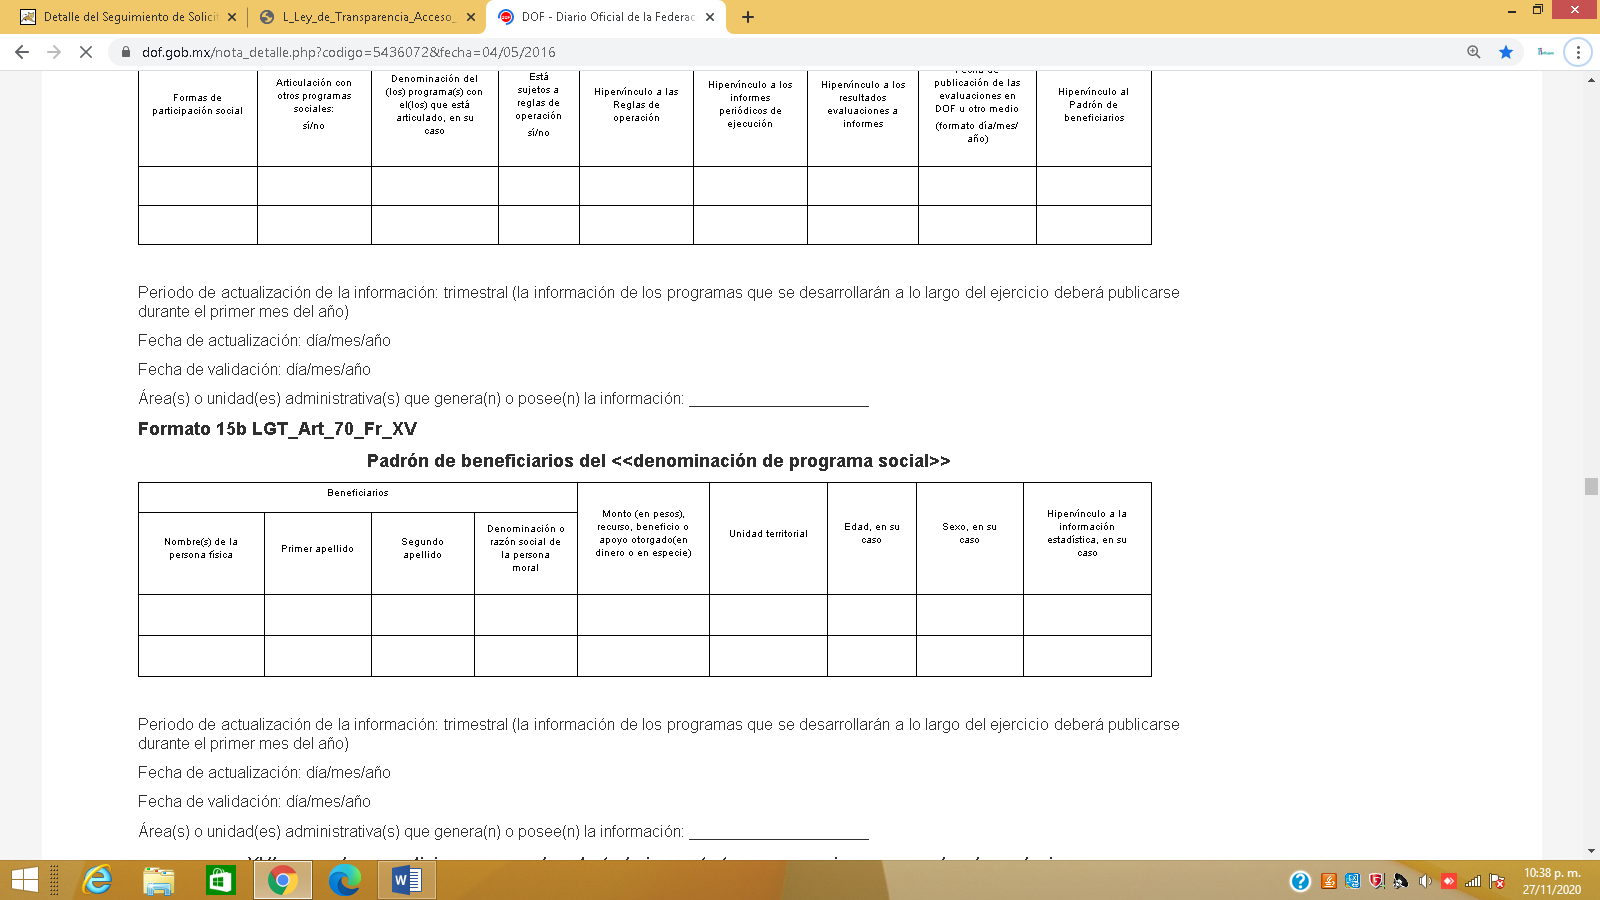 Detalle del Seguimiento de Solicit
L_Ley_de_Transparencia_Acceso_
DOF - Diario Oficial de la Federac
dof.gob.mx/nota_detalle.php?codigo=5436072&fecha=04/05/2016
Formas de
participación social
Articulación con
otros programas
sociales:
sí/no
Denominación del
(los) programa(s) con
el(los) que está
articulado, en su
caso
Está
sujetos a
reglas de
operación
sí/no
Hipervínculo a las
Reglas de
operación
Hipervínculo a los
informes
periódicos de
ejecución
Hipervínculo a los
resultados
evaluaciones a
informes
Fecha de
publicación de las
evaluaciones en
DOF u otro medio
(formato día/mes/
año)
Hipervínculo al
Padrón de
beneficiarios
Periodo de actualización de la información: trimestral (la información de los programas que se desarrollarán a lo largo del ejercicio deberá publicarse
durante el primer mes del año)
Fecha de actualización: día/mes/año
Fecha de validación: día/mes/año
Área(s) o unidad(es) administrativa(s) que genera(n) o posee(n) la información: ____________________
Formato 15b LGT_Art_70_Fr_XV
Padrón de beneficiarios del <<denominación de programa social>>
Beneficiarios
Nombre(s) de la
persona física
Primer apellido
Segundo
apellido
Denominación o
razón social de
la persona
moral
Monto (en pesos),
recurso, beneficio o
apoyo otorgado(en
dinero o en especie)
Unidad territorial
Edad, en su
caso
Sexo, en su
caso
Hipervínculo a la
información
estadística, en su
caso
Periodo de actualización de la información: trimestral (la información de los programas que se desarrollarán a lo largo del ejercicio deberá publicarse
durante el primer mes del año)
Fecha de actualización: día/mes/año
Fecha de validación: día/mes/año
Área(s) o unidad(es) administrativa(s) que genera(n) o posee(n) la información: ____________________
10:38 p. m.
27/11/2020